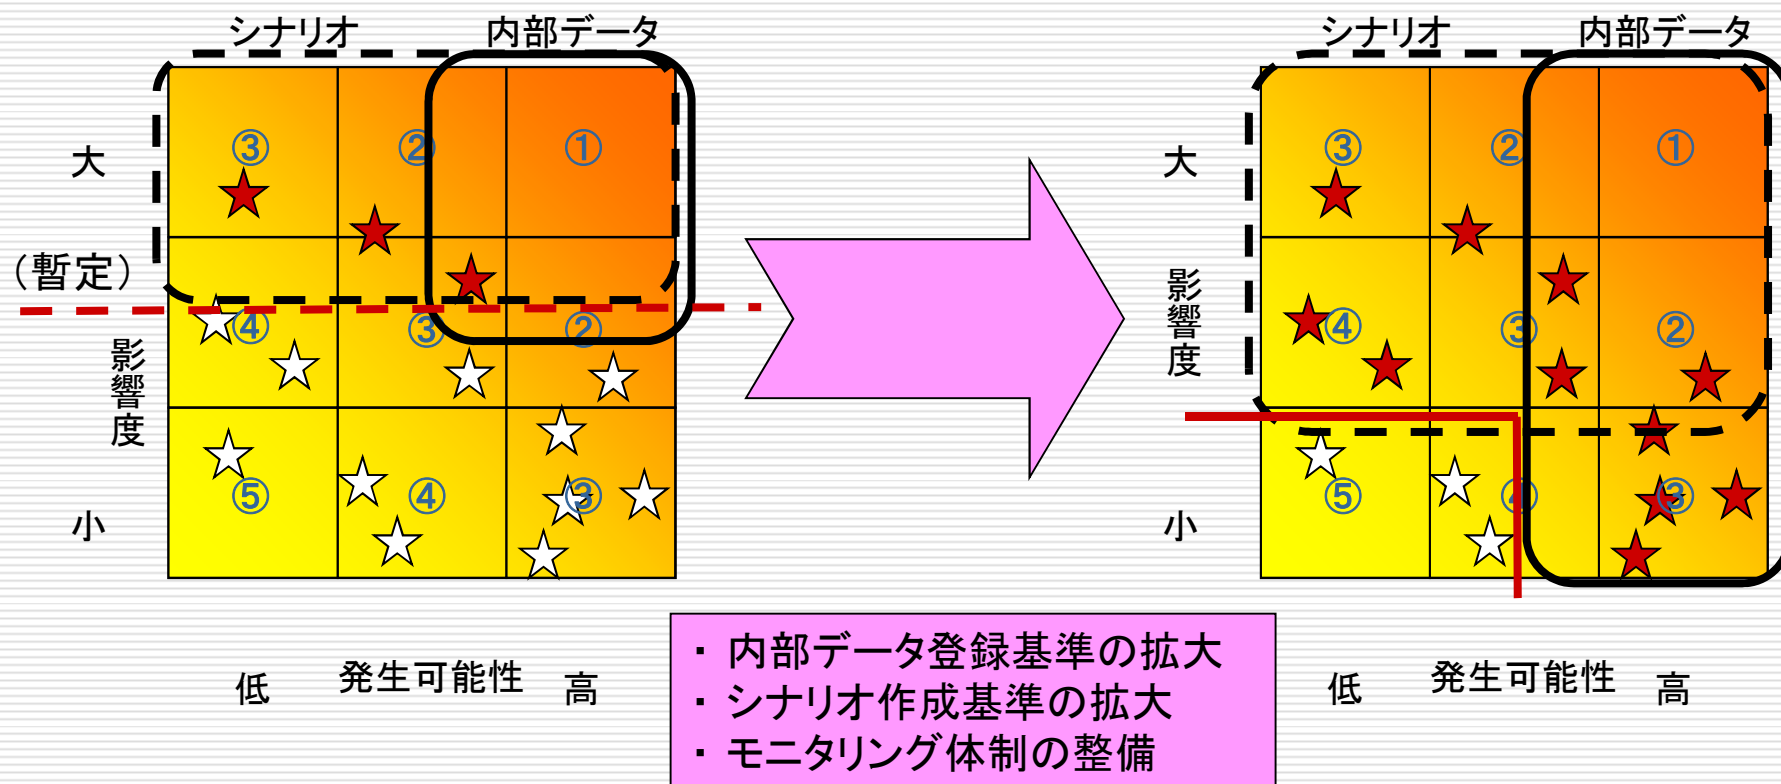 シナリオ
内部データ
大
③
②
①
(暫定)
④
③
②
影響度
⑤
④
③
小
低
発生可能性
高
シナリオ
内部データ
大
③
②
①
影響度
④
③
②
⑤
④
③
小
低
発生可能性
高
・ 内部データ登録基準の拡大
・ シナリオ作成基準の拡大
・ モニタリング体制の整備